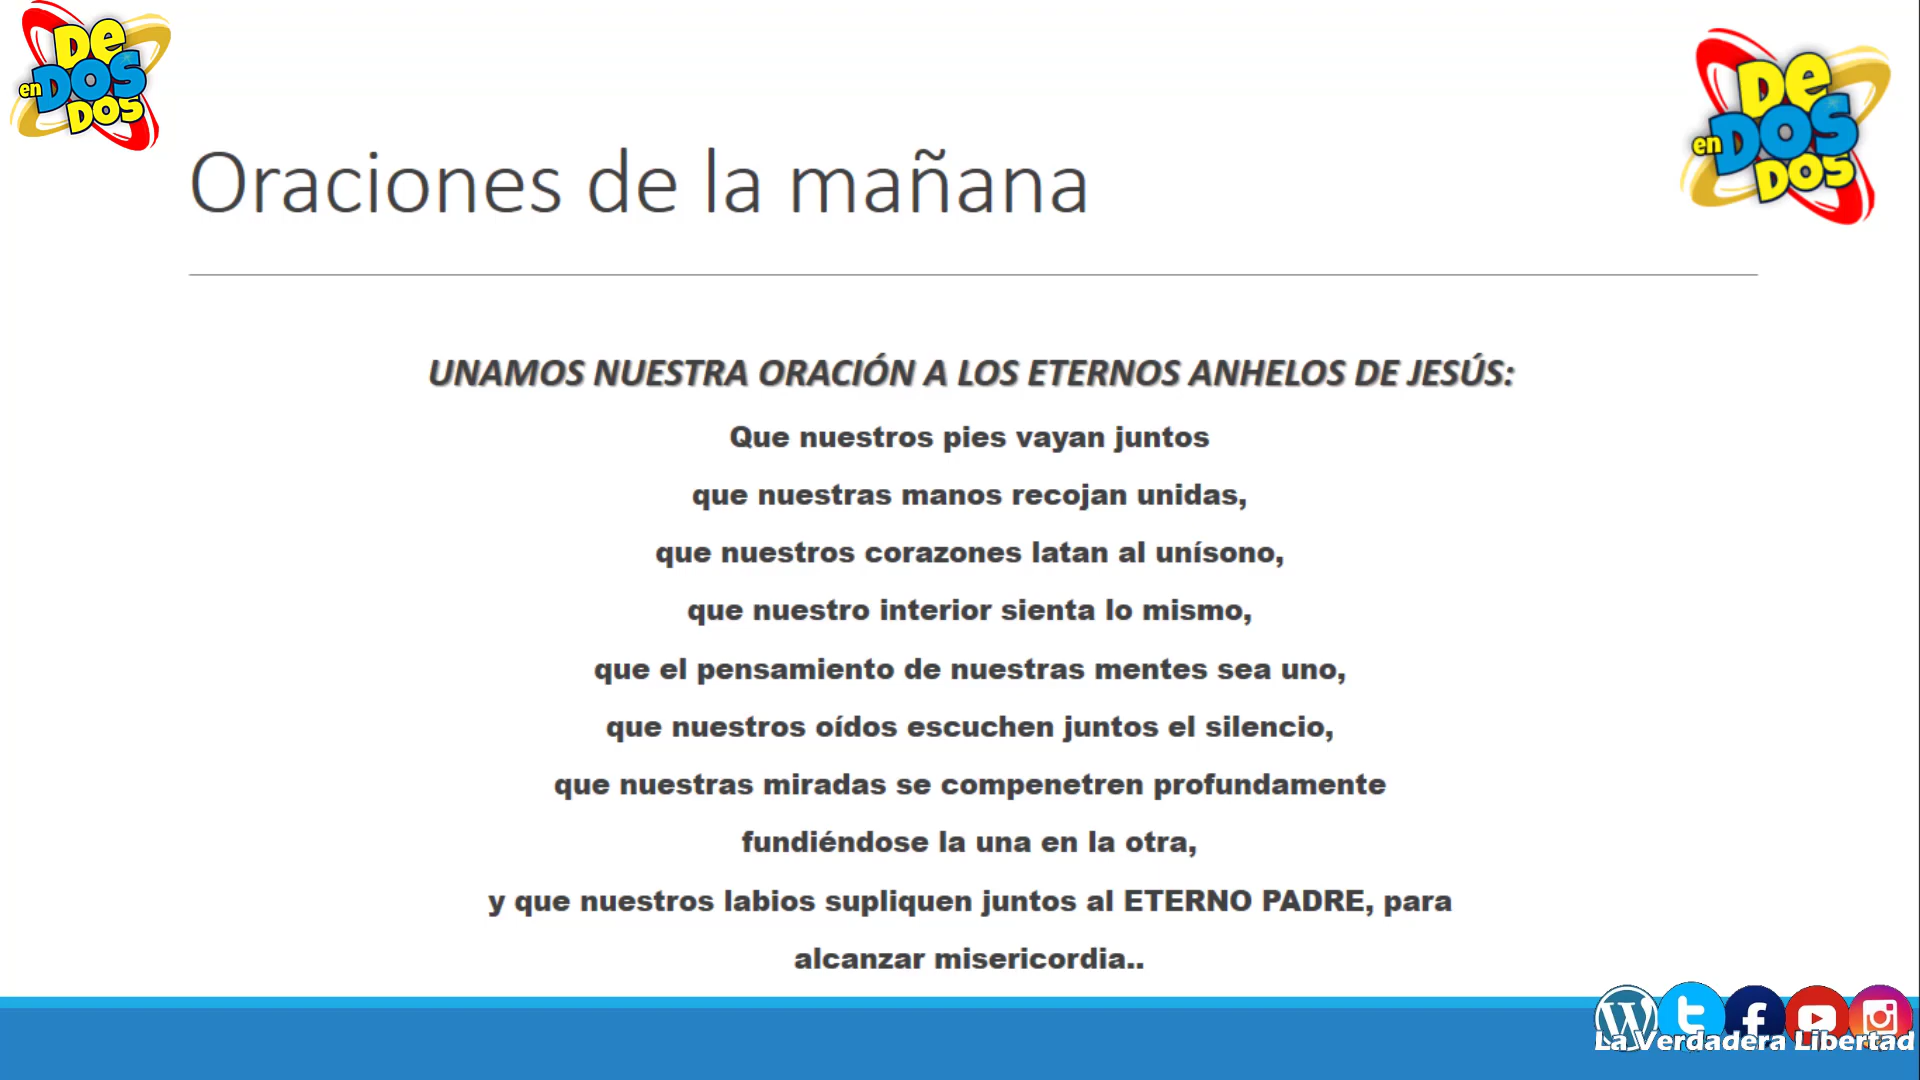 DE
en DOS
DOS
DE
en DOS
DOS
Oraciones de la mañana
UNAMOS NUESTRA ORACIÓN A LOS ETERNOS ANHELOS DE JESÚS:
Que nuestros pies vayan juntos
que nuestras manos recojan unidas,
que nuestros corazones latan al unísono,
que nuestro interior sienta lo mismo,
que el pensamiento de nuestras mentes sea uno,
que nuestros oídos escuchen juntos el silencio,
que nuestras miradas se compenetren profundamente
fundiéndose la una en la otra,
y que nuestros labios supliquen juntos al ETERNO PADRE, para
alcanzar misericordia..
La Verdadera Libertad